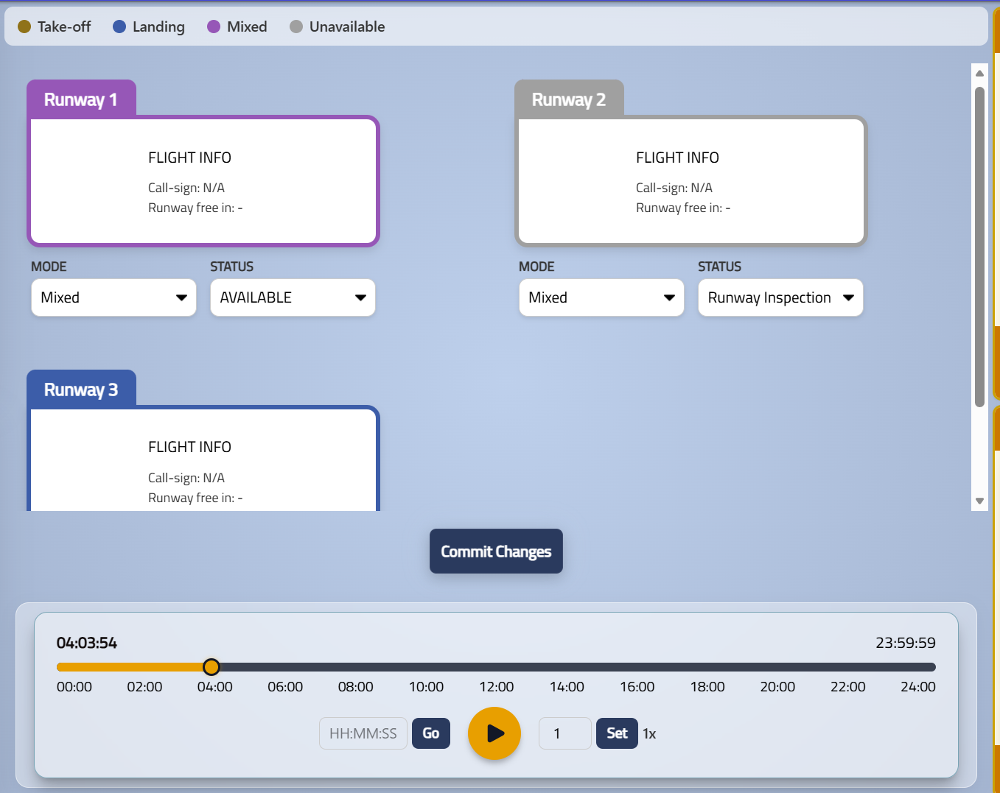 Take-off Landing Mixed Unavailable
Runway 1
FLIGHT INFO
Call-sign: N/A
Runway free in: -
MODE STATUS
Mixed AVAILABLE
Runway 2
FLIGHT INFO
Call-sign: N/A
Runway free in: -
MODE STATUS
Mixed Runway Inspection
Runway 3
FLIGHT INFO
Call-sign: N/A
Runway free in: -
Commit Changes
04:03:54 23:59:59
00:00 02:00 04:00 06:00 08:00 10:00 12:00 14:00 16:00 18:00 20:00 22:00 24:00
HH:MM:SS Go 1 Set 1x